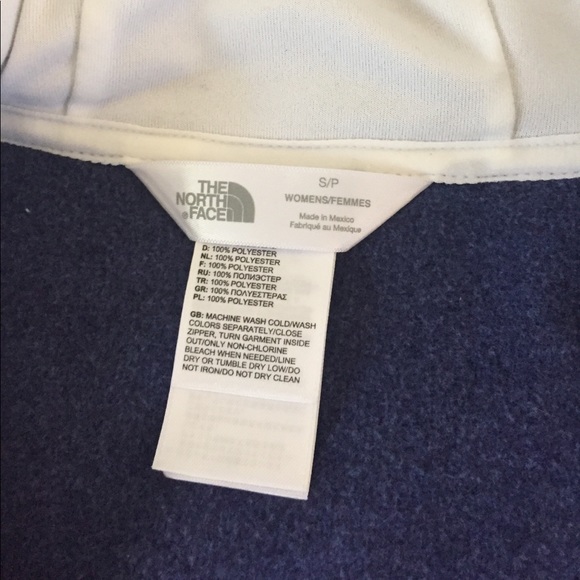 THE
NORTH
FACE
S/P
WOMENS/FEMMES
Made in Mexico
Fabriqué au Mexique
D: 100% POLYESTER
NL: 100% POLYESTER
F: 100% POLYESTER
RU: 100% ПОЛИЭСТЕР
TR: 100% POLYESTER
GR: 100% ΠΟΛΥΕΣΤΕΡΑΣ
PL: 100% POLYESTER
GB: MACHINE WASH COLD/WASH
COLORS SEPARATELY/CLOSE
ZIPPER, TURN GARMENT INSIDE
OUT/ONLY NON-CHLORINE
BLEACH WHEN NEEDED/LINE
DRY OR TUMBLE DRY LOW/DO
NOT IRON/DO NOT DRY CLEAN